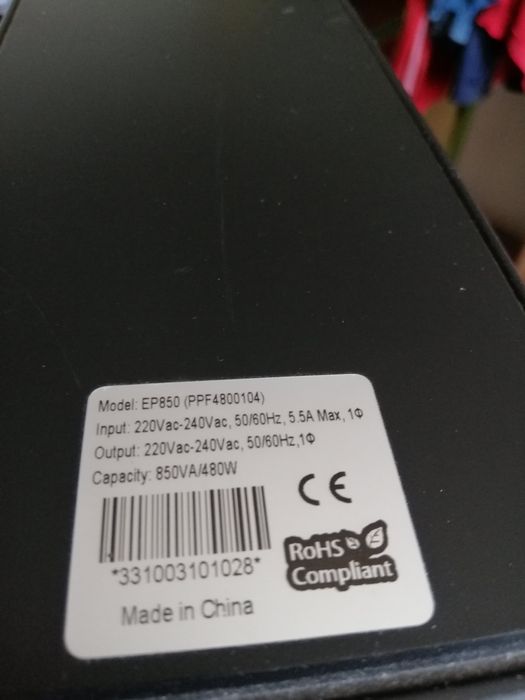 Model: EP850 (PPF4800104)
Input: 220Vac-240Vac, 50/60Hz, 5.5A Max, 1Φ
Output: 220Vac-240Vac, 50/60Hz,1Φ
Capacity: 850VA/480W
CE
*331003101028*
RoHS
Compliant
Made in China